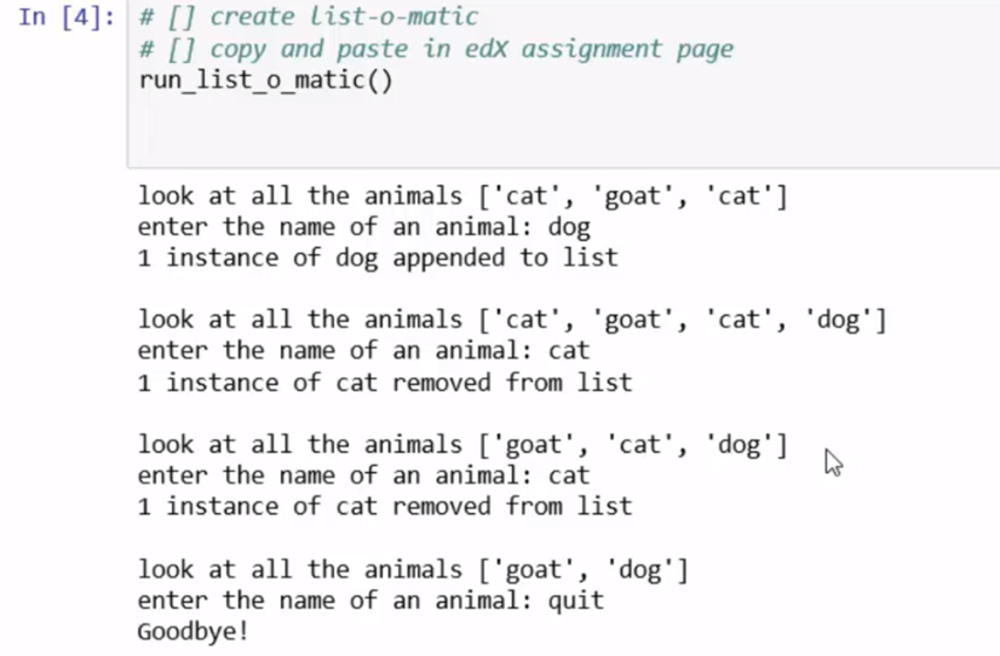 In [4]: # [] create list-o-matic
# [] copy and paste in edX assignment page
run_list_o_matic()
look at all the animals ['cat', 'goat', 'cat']
enter the name of an animal: dog
1 instance of dog appended to list
look at all the animals ['cat', 'goat', 'cat', 'dog']
enter the name of an animal: cat
1 instance of cat removed from list
look at all the animals ['goat', 'cat', 'dog']
enter the name of an animal: cat
1 instance of cat removed from list
look at all the animals ['goat', 'dog']
enter the name of an animal: quit
Goodbye!